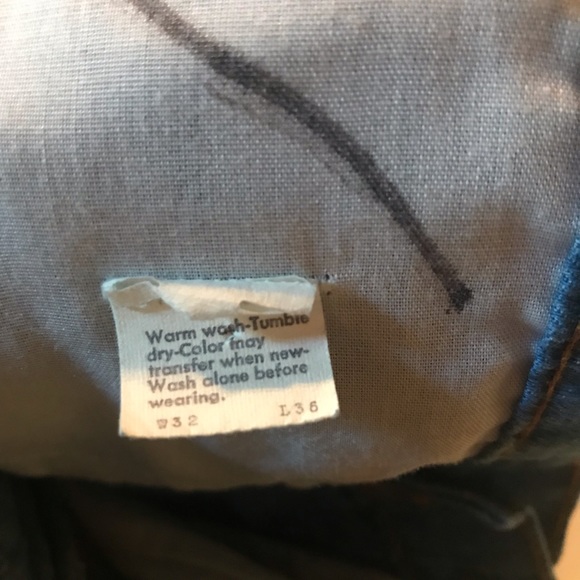 Warm wash-Tumble
dry-Color may
transfer when new-
Wash alone before
wearing.
W32 L36